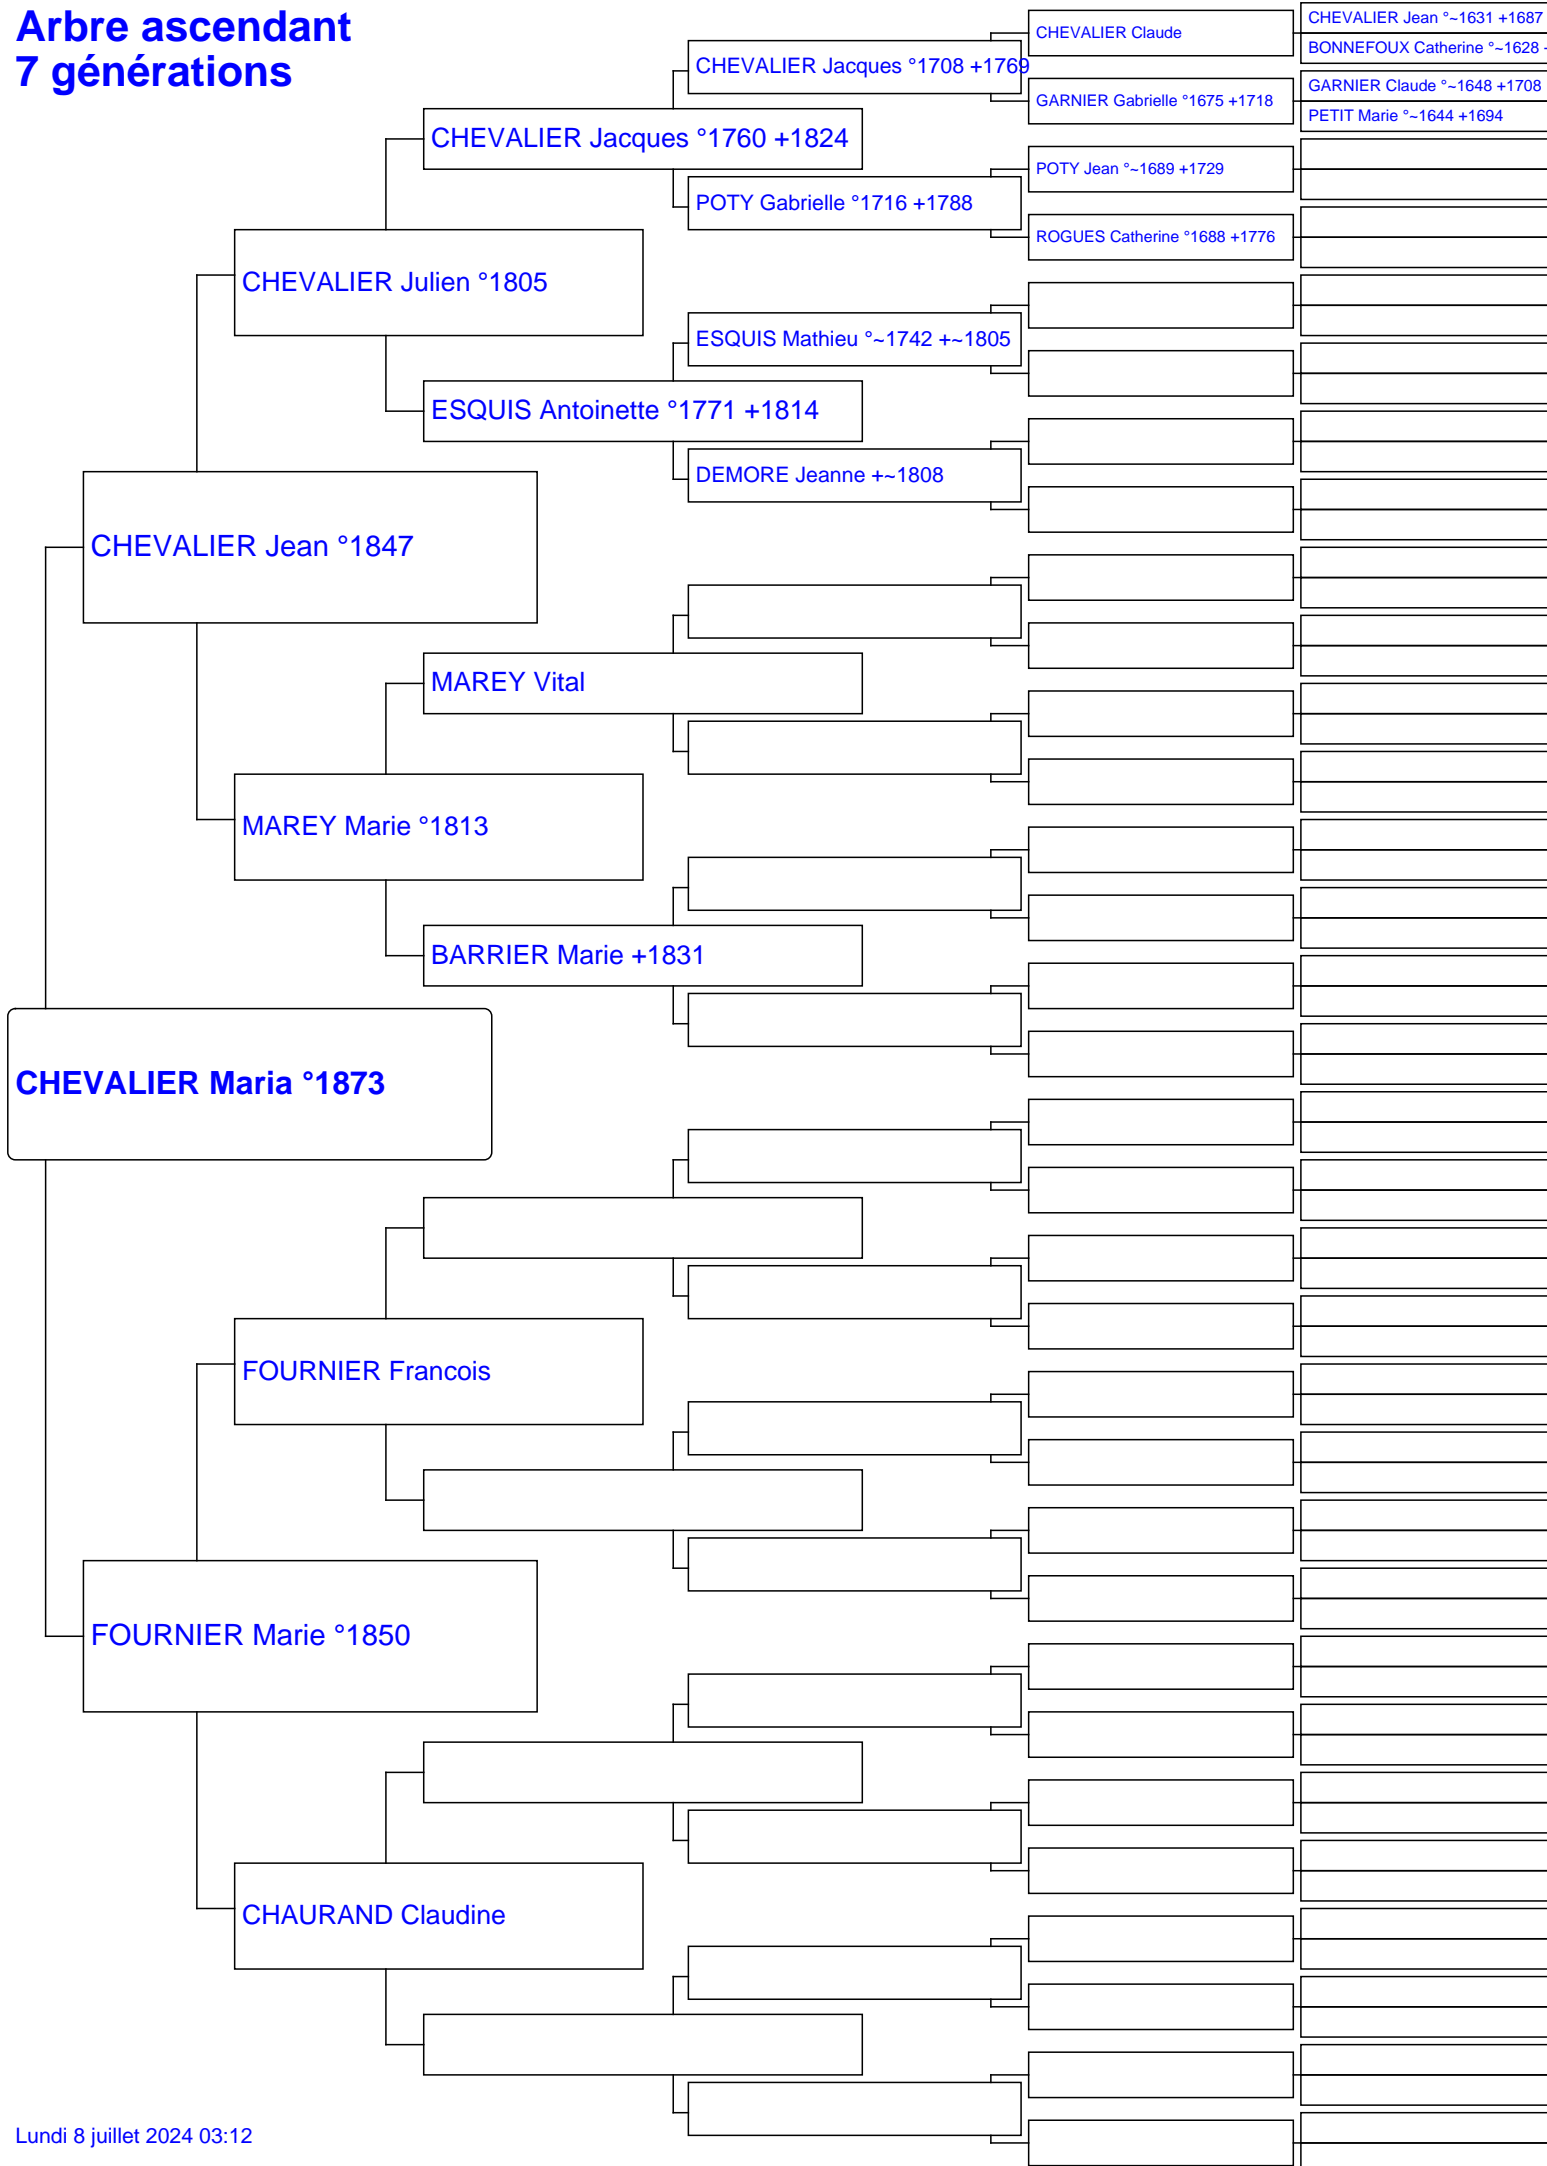 Arbre ascendant
7 générations
CHEVALIER Claude
CHEVALIER Jean °~1631 +1687
BONNEFOUX Catherine °~1628
CHEVALIER Jacques °1708 +1769
GARNIER Gabrielle °1675 +1718
GARNIER Claude °~1648 +1708
PETIT Marie °~1644 +1694
CHEVALIER Jacques °1760 +1824
POTY Jean °~1689 +1729
POTY Gabrielle °1716 +1788
ROGUES Catherine °1688 +1776
CHEVALIER Julien °1805
ESQUIS Mathieu °~1742 +~1805
ESQUIS Antoinette °1771 +1814
DEMORE Jeanne +~1808
CHEVALIER Jean °1847
MAREY Vital
MAREY Marie °1813
BARRIER Marie +1831
CHEVALIER Maria °1873
FOURNIER Francois
FOURNIER Marie °1850
CHAURAND Claudine
Lundi 8 juillet 2024 03:12